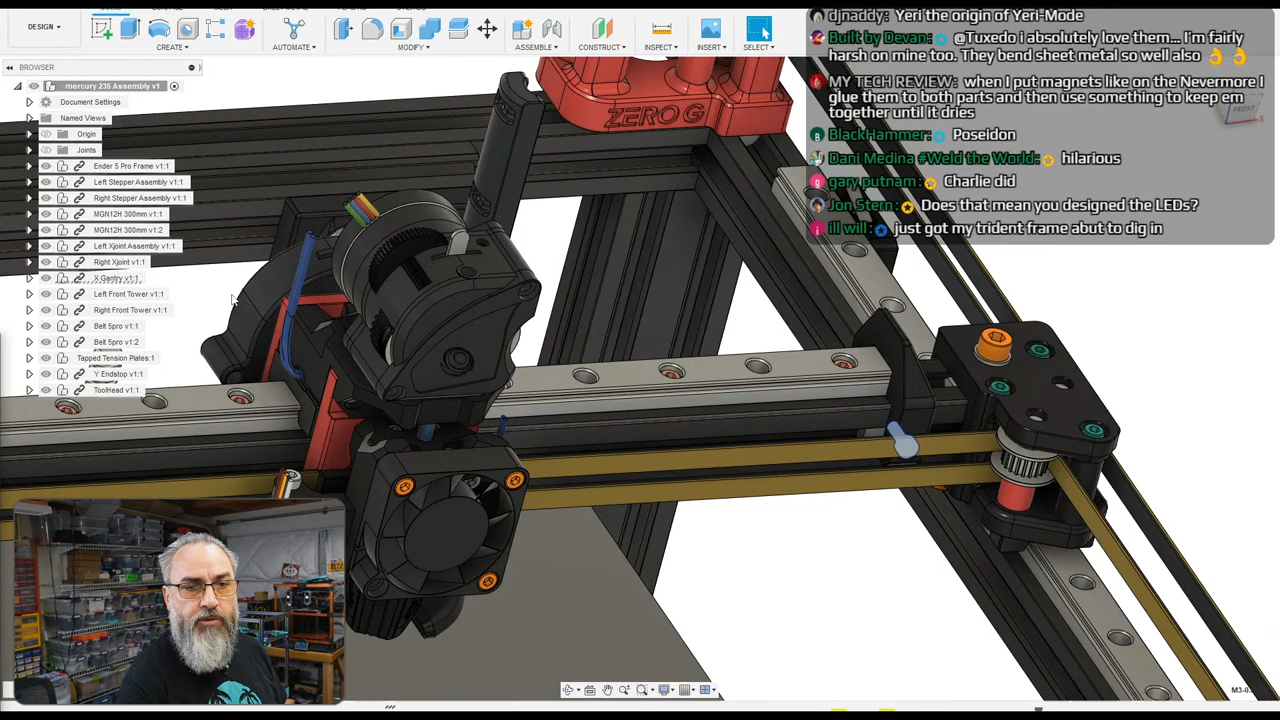 DESIGN ▾
CREATE ▾
AUTOMATE ▾
MODIFY ▾
ASSEMBLE ▾
CONSTRUCT ▾
INSPECT ▾
INSERT ▾
SELECT ▾
BROWSER
mercury 235 Assembly v1
Document Settings
Named Views
Origin
Joints
Ender 5 Pro Frame v1:1
Left Stepper Assembly v1:1
Right Stepper Assembly v1:1
MGN12H 300mm v1:1
MGN12H 300mm v1:2
Left Xjoint Assembly v1:1
Right Xjoint v1:1
X Gantry v1:1
Left Front Tower v1:1
Right Front Tower v1:1
Belt 5pro v1:1
Belt 5pro v1:2
Tapped Tension Plates:1
Y Endstop v1:1
ToolHead v1:1
ZERO G
FRONT
X
djnaddy: Yeri the origin of Yeri-Mode
Built by Devan: @Tuxedo i absolutely love them... I'm fairly
harsh on mine too. They bend sheet metal so well also 👌 👌
MY TECH REVIEW: when I put magnets like on the Nevermore I
glue them to both parts and then use something to keep em
together until it dries
BlackHammer: Poseidon
Dani Medina #Weld the World: hilarious
gary putnam: Charlie did
Jon Stern: Does that mean you designed the LEDs?
ill will: just got my trident frame abut to dig in